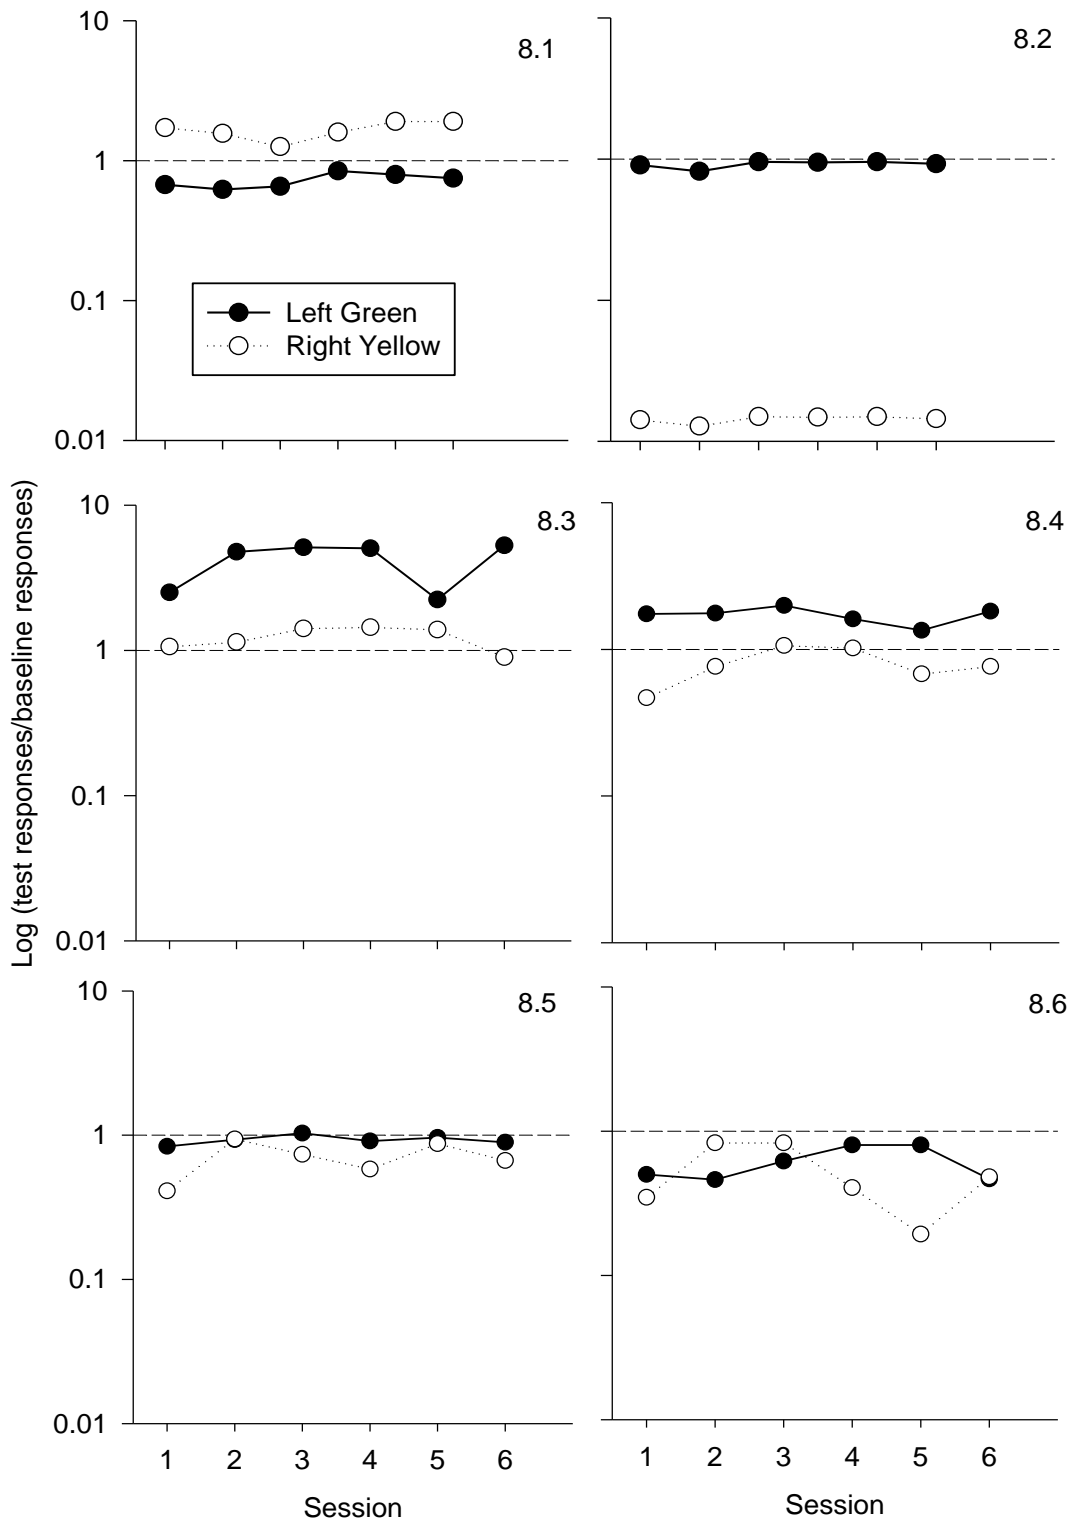 10
8.1
8.2
1
0.1
Left Green
Right Yellow
0.01
Log (test responses/baseline responses)
10
8.3
8.4
1
0.1
0.01
10
8.5
8.6
1
0.1
0.01
1 2 3 4 5 6
1 2 3 4 5 6
Session
Session